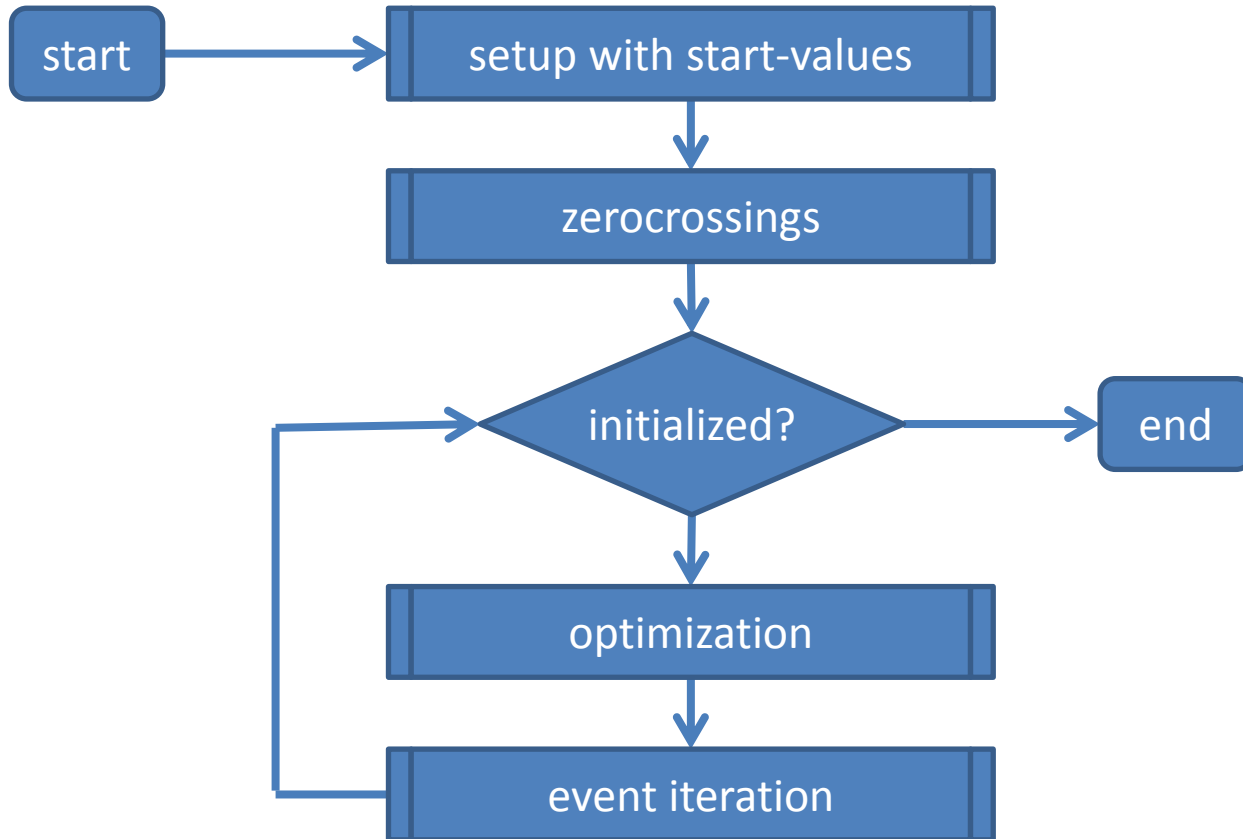 start
setup with start-values
zerocrossings
initialized?
end
optimization
event iteration